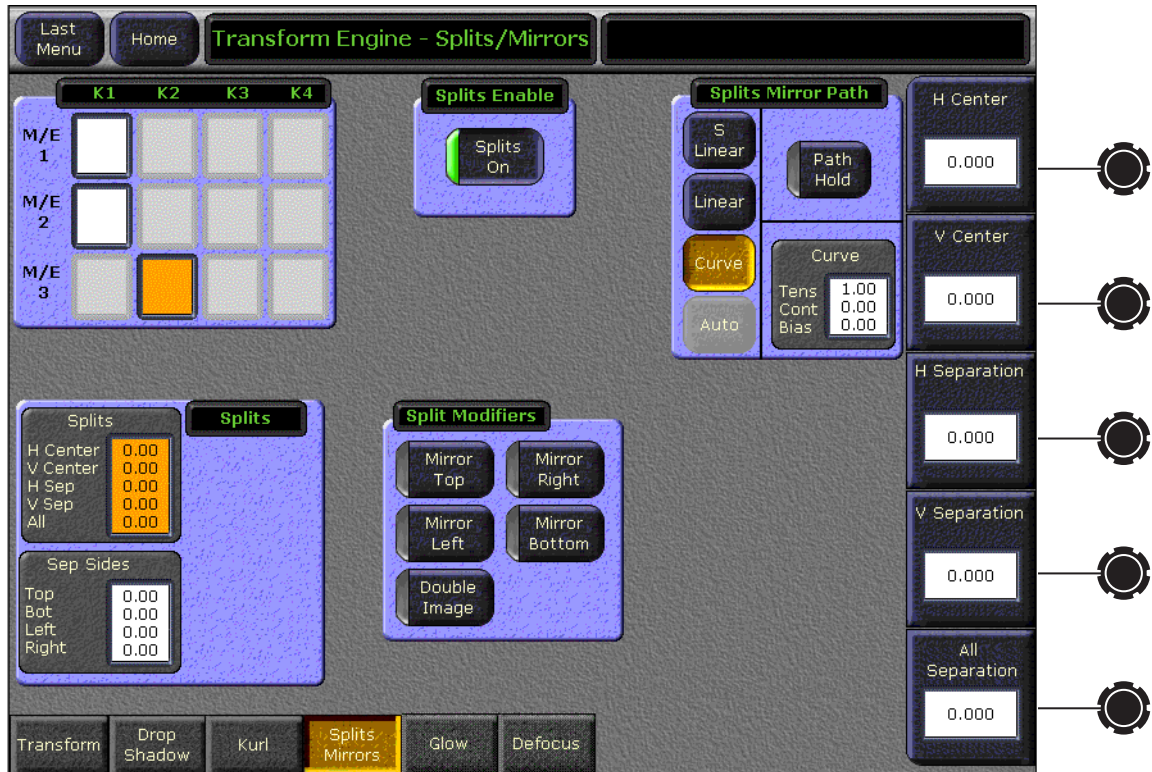 Last
Menu
Home
Transform Engine - Splits/Mirrors
K1 K2 K3 K4
M/E
1
M/E
2
M/E
3
Splits Enable
Splits
On
Splits Mirror Path
S
Linear
Linear
Curve
Auto
Path
Hold
Curve
Tens 1.00
Cont 0.00
Bias 0.00
H Center
0.000
V Center
0.000
H Separation
0.000
V Separation
0.000
All
Separation
0.000
Splits
Splits
H Center 0.00
V Center 0.00
H Sep 0.00
V Sep 0.00
All 0.00
Sep Sides
Top 0.00
Bot 0.00
Left 0.00
Right 0.00
Split Modifiers
Mirror
Top
Mirror
Right
Mirror
Left
Mirror
Bottom
Double
Image
Transform
Drop
Shadow
Kurl
Splits
Mirrors
Glow
Defocus